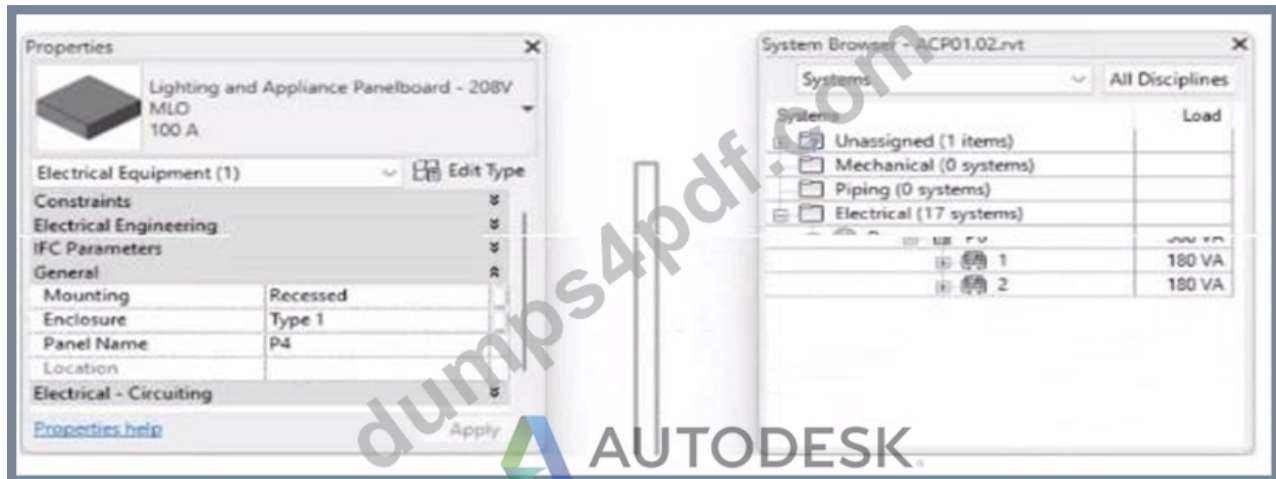 Properties
Lighting and Appliance Panelboard - 208V
MLO
100 A
Electrical Equipment (1)
Edit Type
Constraints
Electrical Engineering
IFC Parameters
General
Mounting Recessed
Enclosure Type 1
Panel Name P4
Location
Electrical - Circuiting
Properties help
Apply
System Browser - ACP01.02.rvt
Systems
All Disciplines
Systems Load
Unassigned (1 items)
Mechanical (0 systems)
Piping (0 systems)
Electrical (17 systems)
1 180 VA
2 180 VA
dumps4pdf.com
AUTODESK.